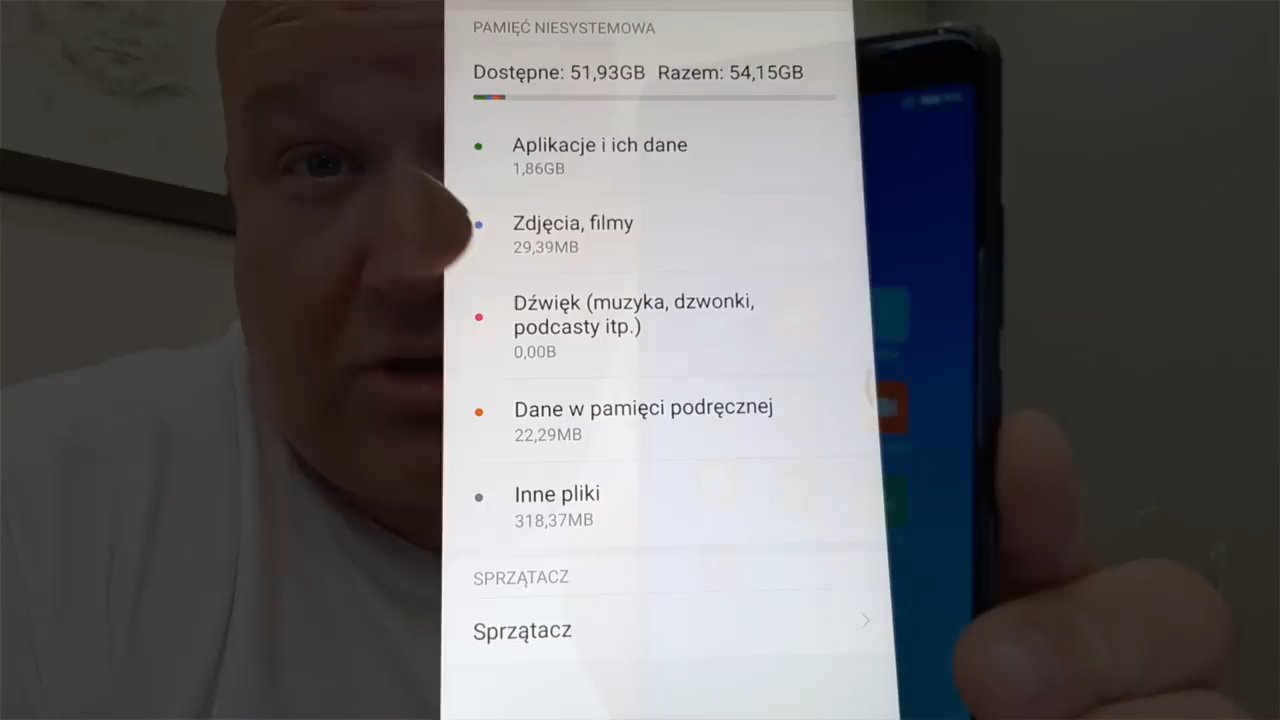 PAMIĘĆ NIESYSTEMOWA
Dostępne: 51,93GB Razem: 54,15GB
Aplikacje i ich dane
1,86GB
Zdjęcia, filmy
29,39MB
Dźwięk (muzyka, dzwonki,
podcasty itp.)
0,00B
Dane w pamięci podręcznej
22,29MB
Inne pliki
318,37MB
SPRZĄTACZ
Sprzątacz